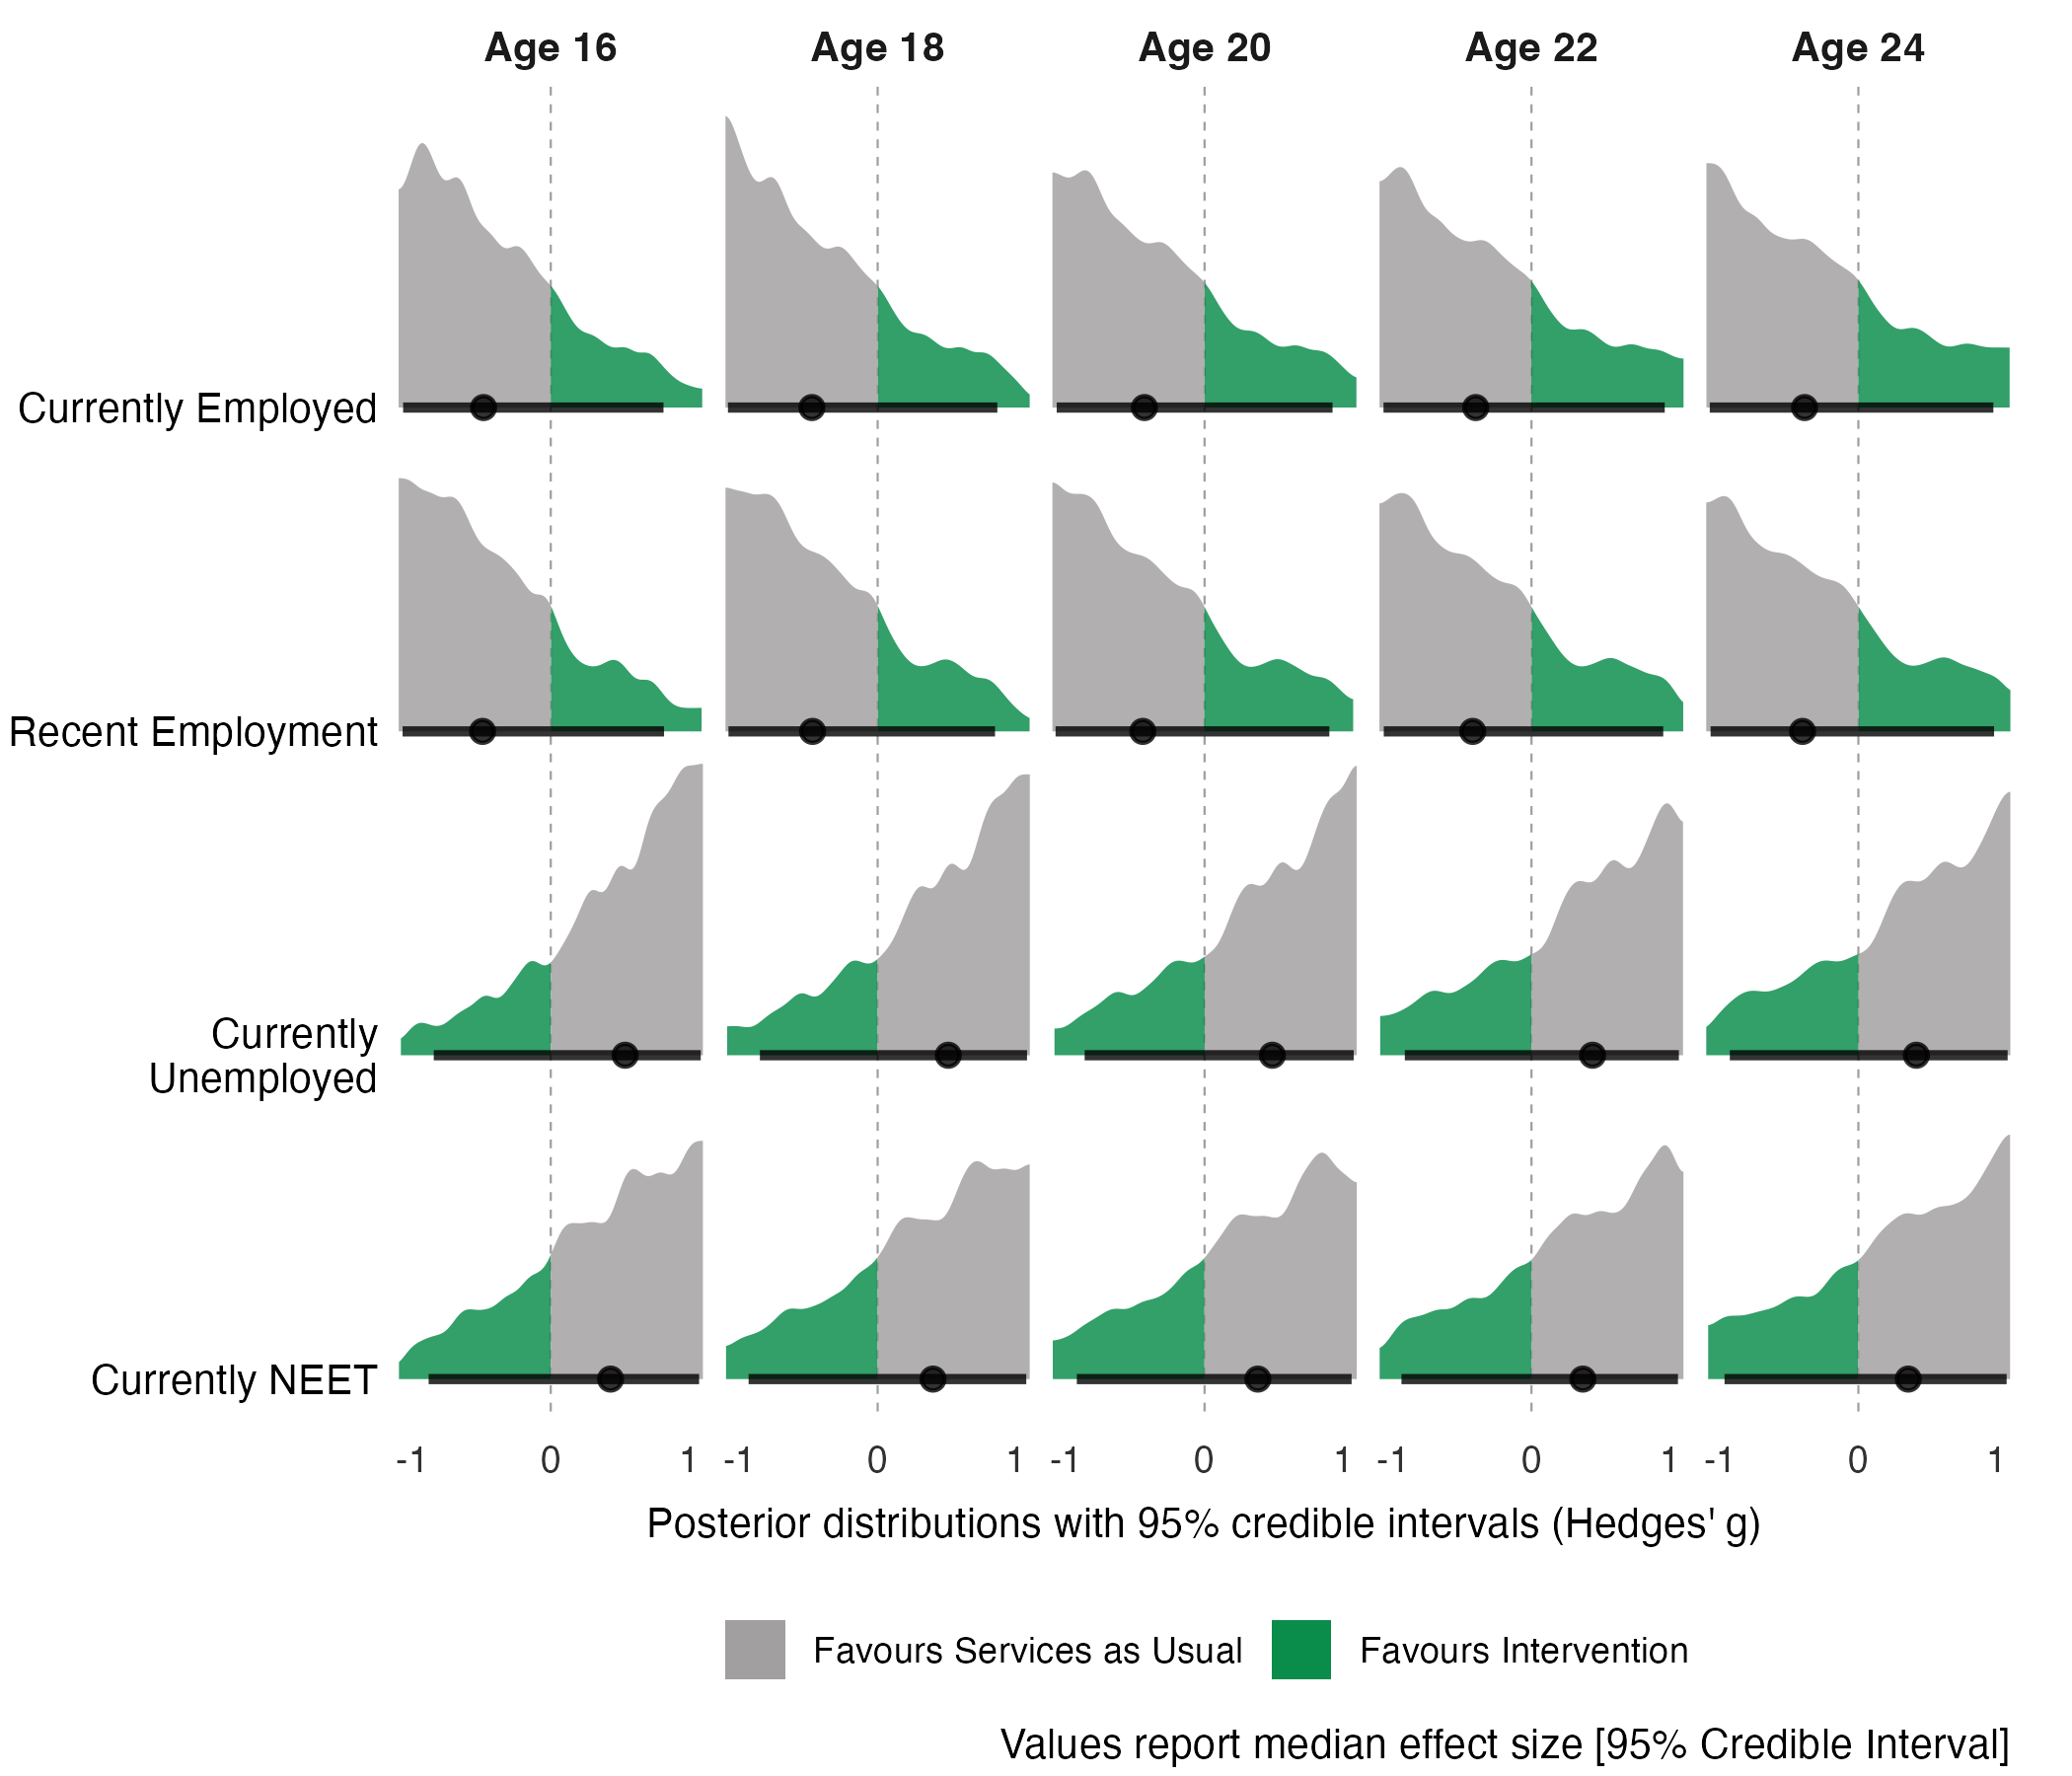 Age 16 Age 18 Age 20 Age 22 Age 24
Currently Employed
Recent Employment
Currently
Unemployed
Currently NEET
-1 0 1 -1 0 1 -1 0 1 -1 0 1 -1 0 1
Posterior distributions with 95% credible intervals (Hedges' g)
Favours Services as Usual Favours Intervention
Values report median effect size [95% Credible Interval]